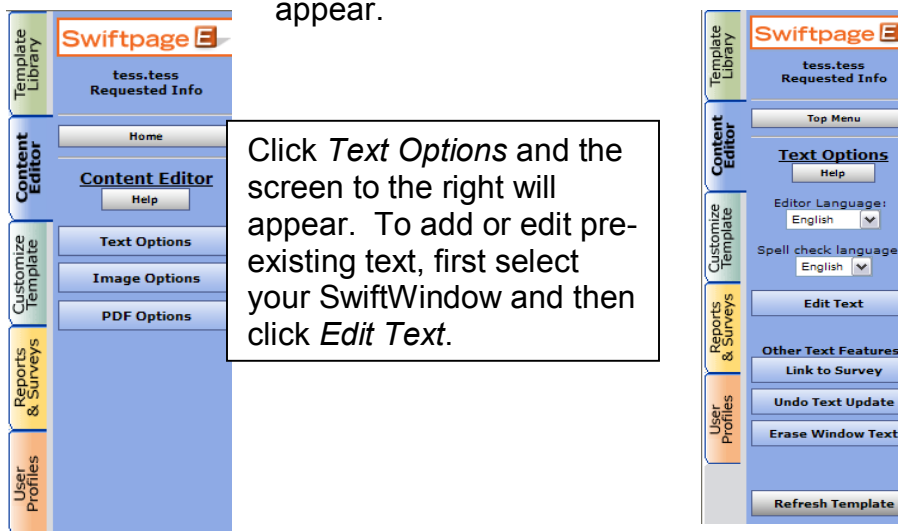 appear.
Template
Library
Content
Editor
Customize
Template
Reports
& Surveys
User
Profiles
Swiftpage E
tess.tess
Requested Info
Home
Content Editor
Help
Text Options
Image Options
PDF Options
Click Text Options and the
screen to the right will
appear.  To add or edit pre-
existing text, first select
your SwiftWindow and then
click Edit Text.
Template
Library
Content
Editor
Customize
Template
Reports
& Surveys
User
Profiles
Swiftpage E
tess.tess
Requested Info
Top Menu
Text Options
Help
Editor Language:
English
Spell check language
English
Edit Text
Other Text Features
Link to Survey
Undo Text Update
Erase Window Text
Refresh Template